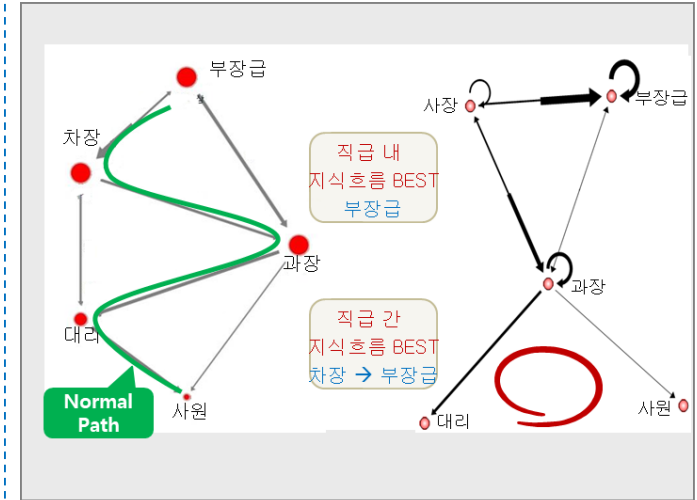 부장급
차장
과장
대리
사원
Normal
Path
직급 내
지식흐름 BEST
부장급
직급 간
지식흐름 BEST
차장 → 부장급
사장
부장급
과장
대리
사원